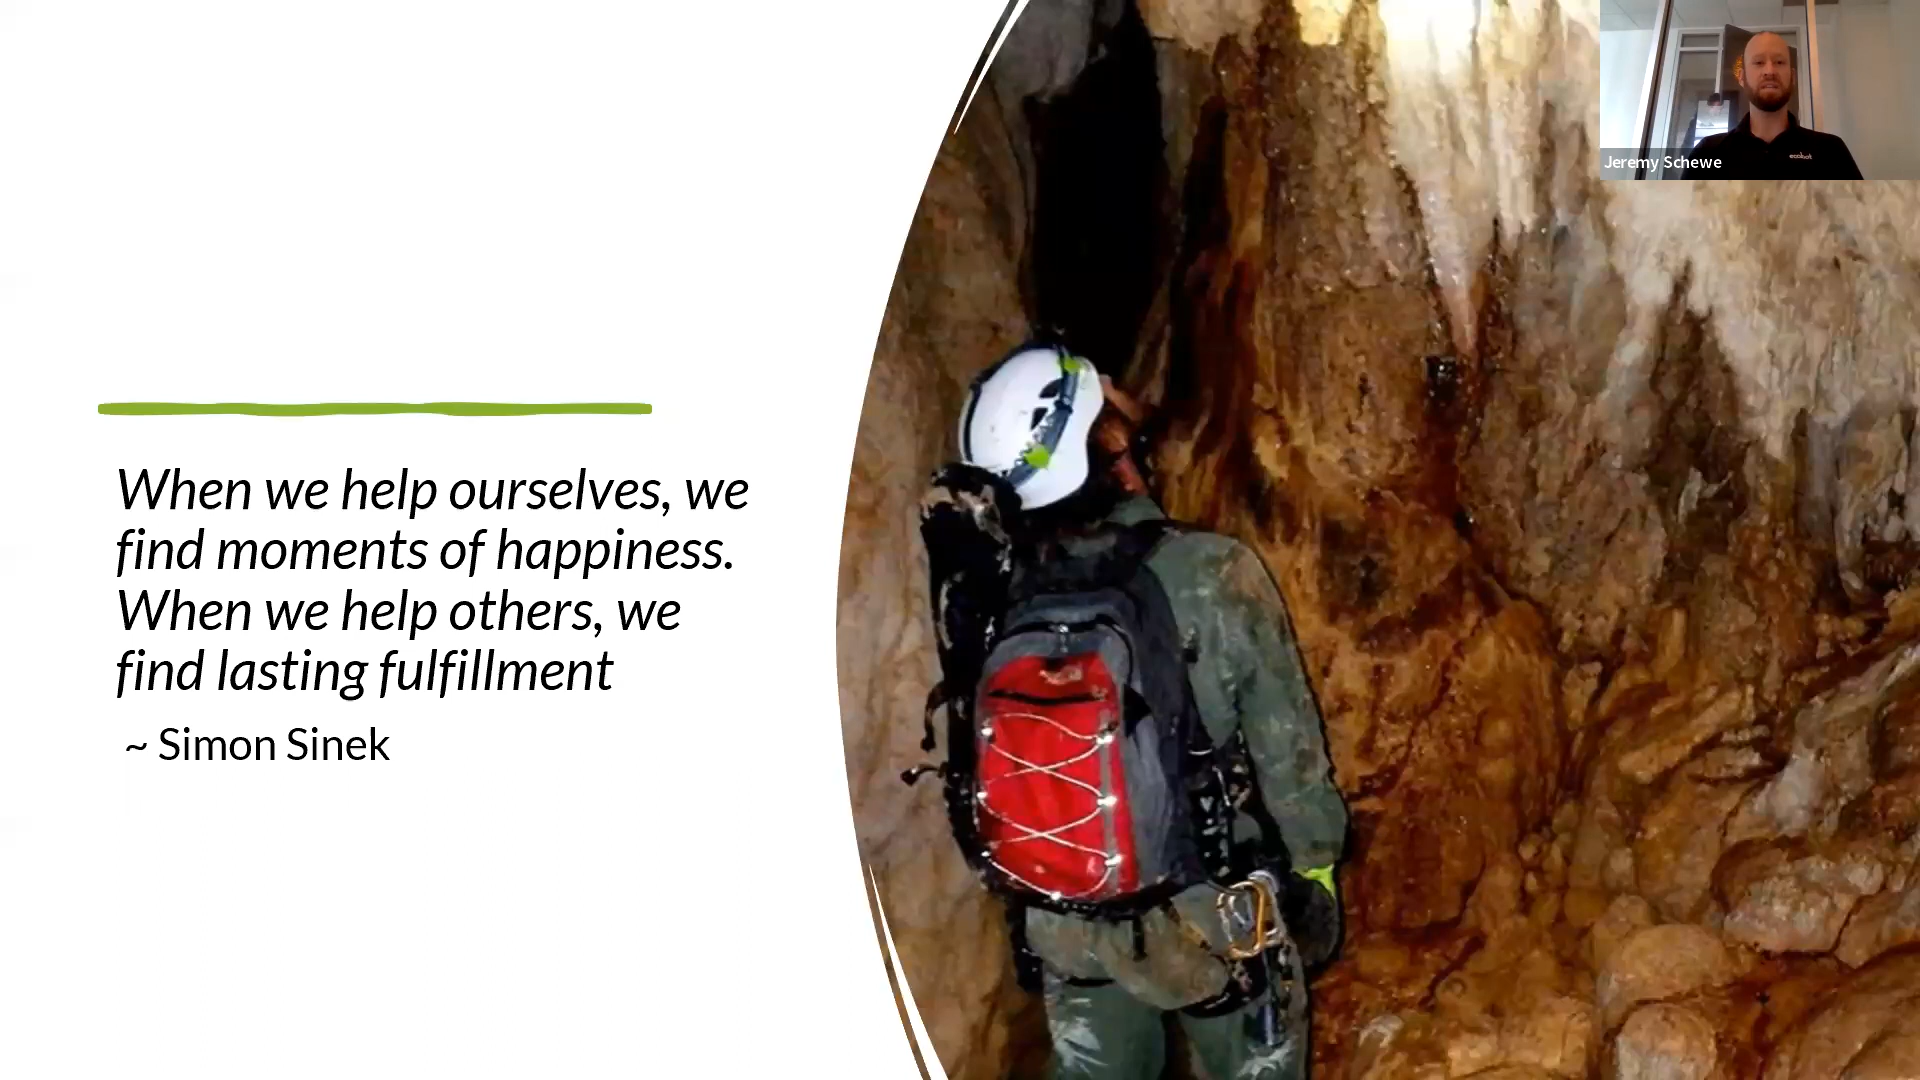 Jeremy Schewe
ecobot
When we help ourselves, we
find moments of happiness.
When we help others, we
find lasting fulfillment
~ Simon Sinek